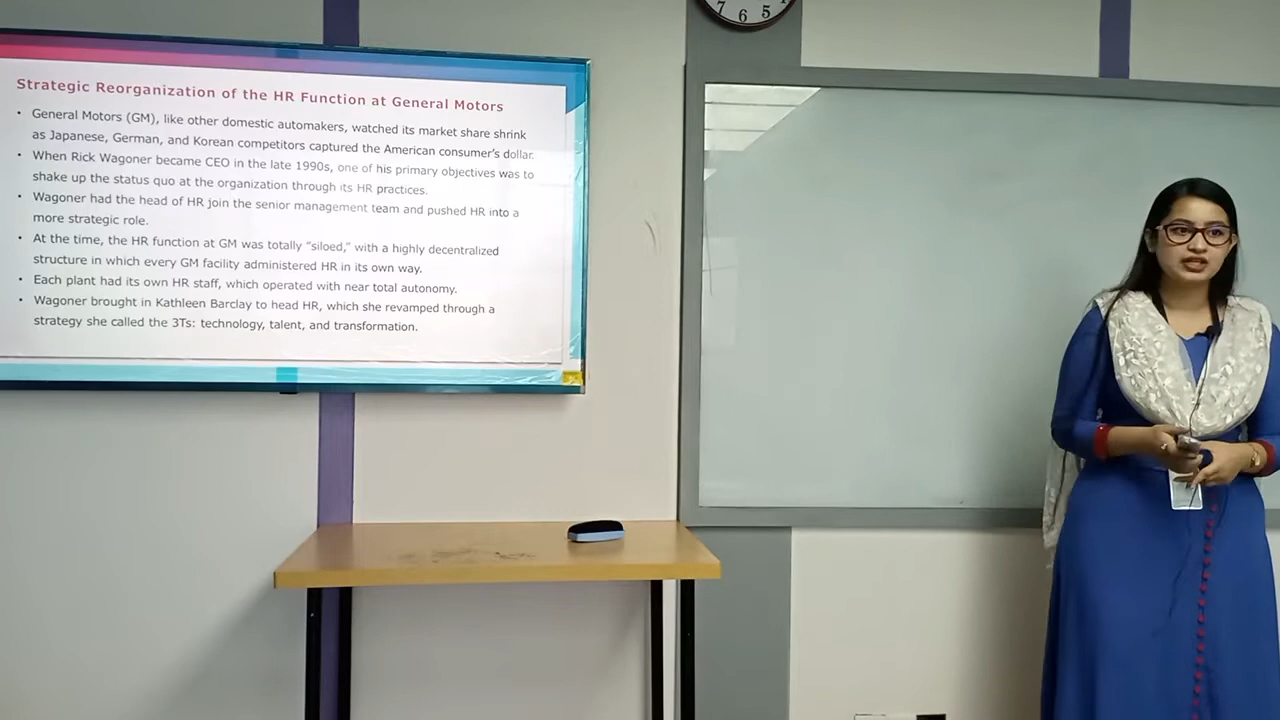 Strategic Reorganization of the HR Function at General Motors
• General Motors (GM), like other domestic automakers, watched its market share shrink
as Japanese, German, and Korean competitors captured the American consumer's dollar.
• When Rick Wagoner became CEO in the late 1990s, one of his primary objectives was to
shake up the status quo at the organization through its HR practices.
• Wagoner had the head of HR join the senior management team and pushed HR into a
more strategic role.
• At the time, the HR function at GM was totally "siloed," with a highly decentralized
structure in which every GM facility administered HR in its own way.
• Each plant had its own HR staff, which operated with near total autonomy.
• Wagoner brought in Kathleen Barclay to head HR, which she revamped through a
strategy she called the 3Ts: technology, talent, and transformation.
7 6 5